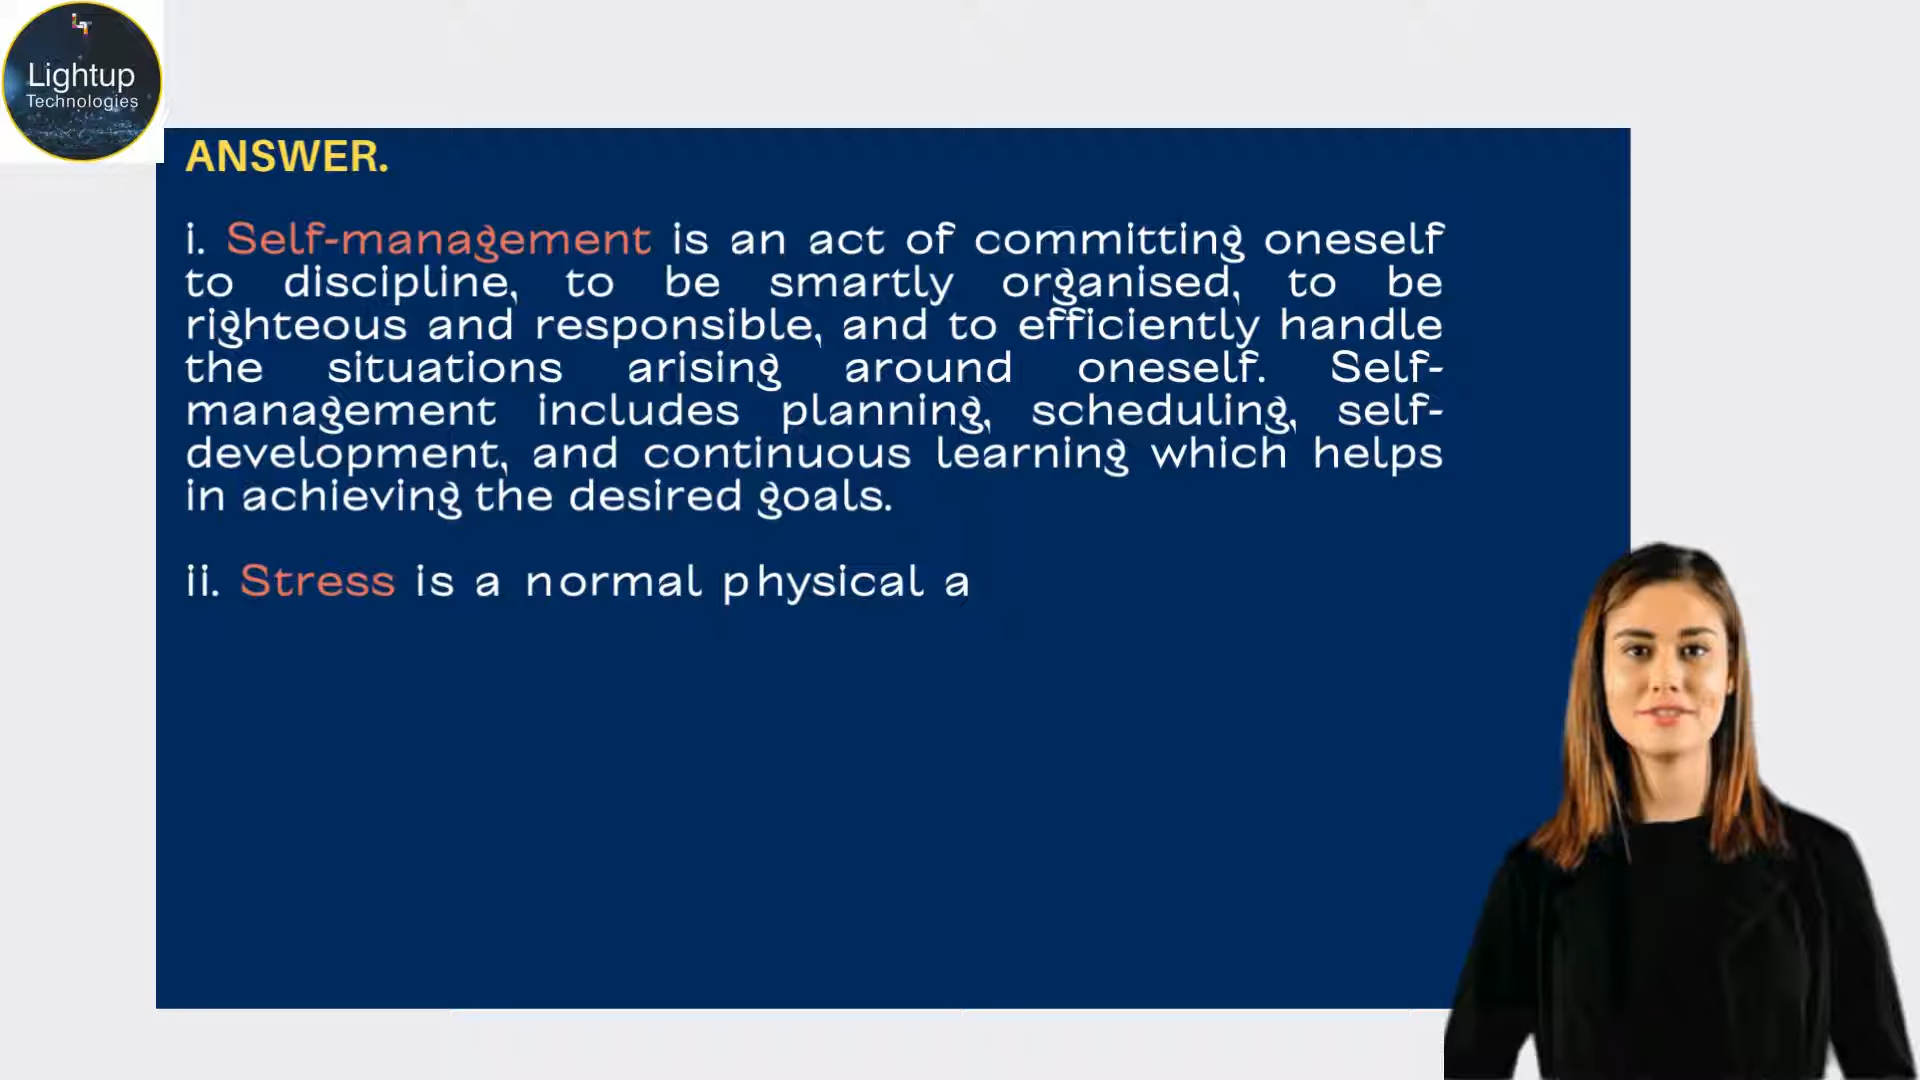 Lightup
Technologies
ANSWER.
i. Self-management is an act of committing oneself
to discipline, to be smartly organised, to be
righteous and responsible, and to efficiently handle
the situations arising around oneself. Self-
management includes planning, scheduling, self-
development, and continuous learning which helps
in achieving the desired goals.
ii. Stress is a normal physical a